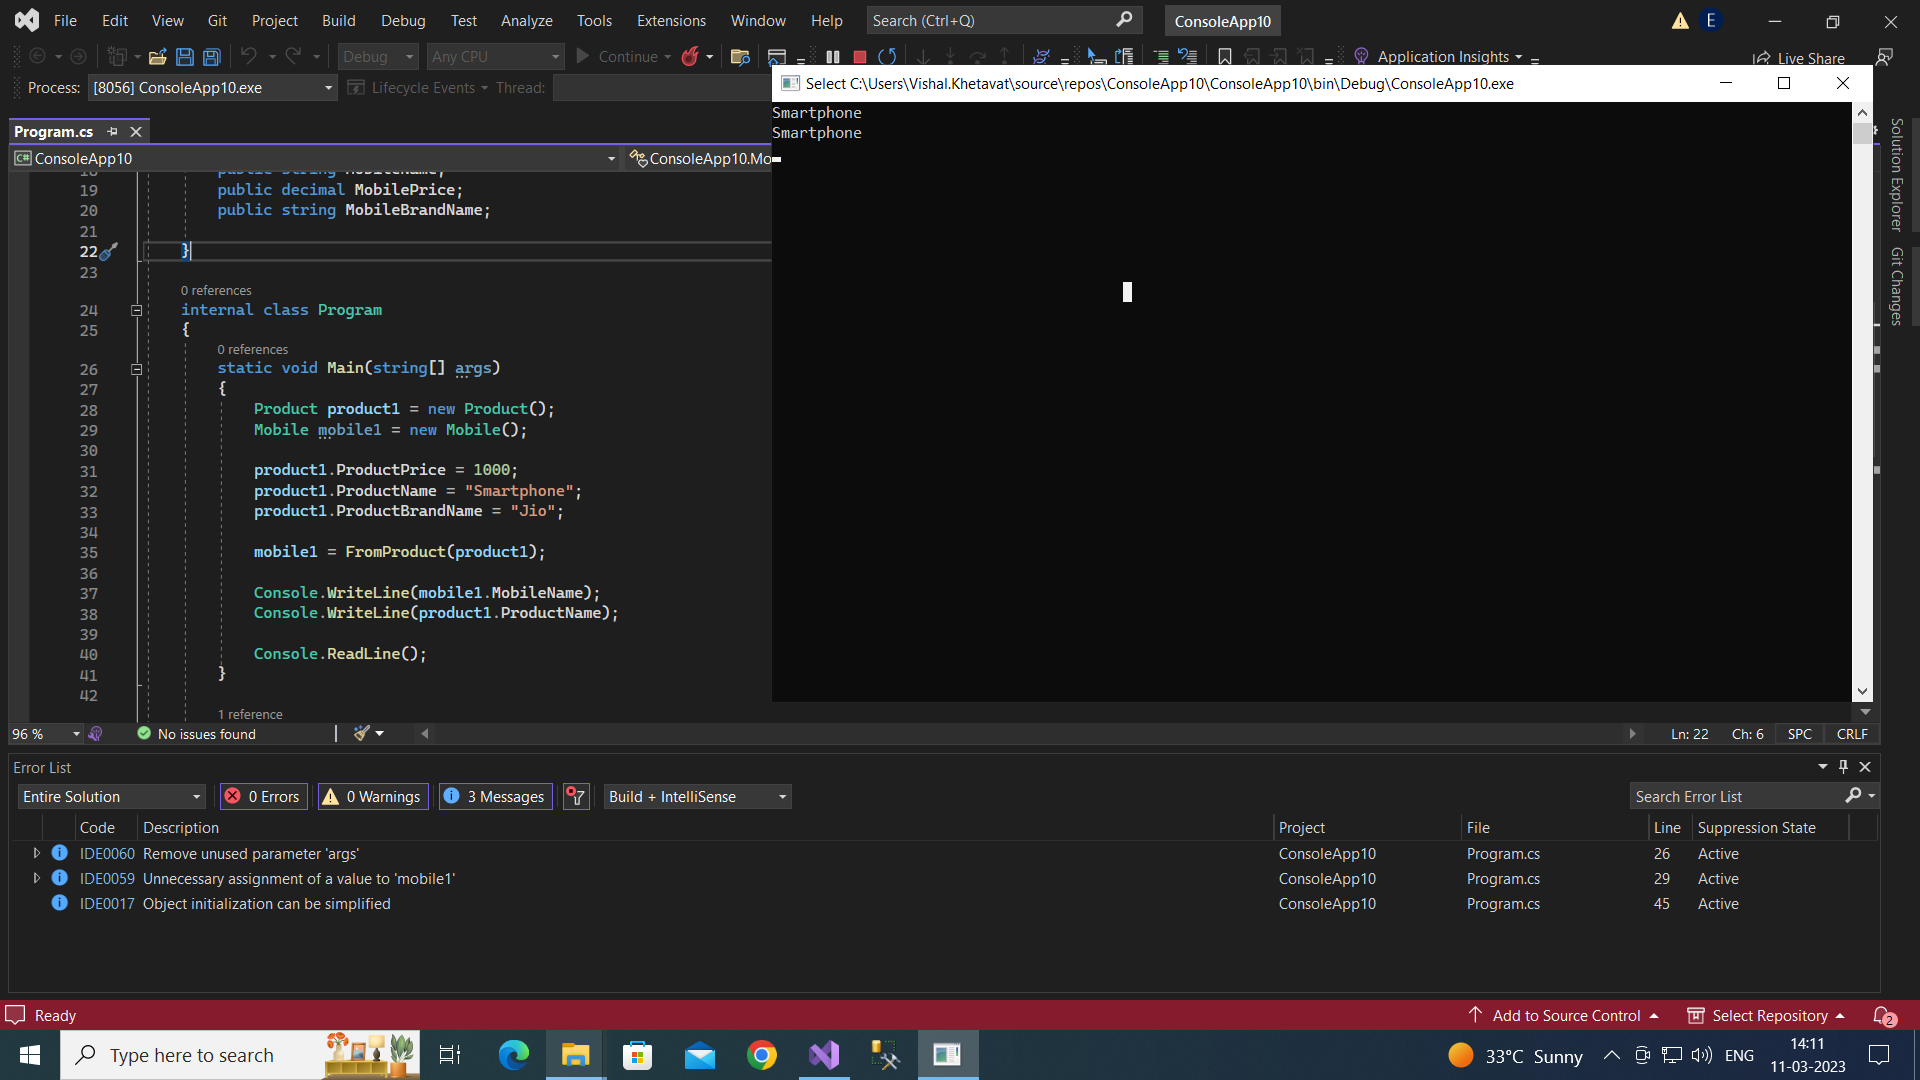 File Edit View Git Project Build Debug Test Analyze Tools Extensions Window Help Search (Ctrl+Q) ConsoleApp10 E
Debug Any CPU Continue Application Insights Live Share
Process: [8056] ConsoleApp10.exe Lifecycle Events Thread:
Select C:\Users\Vishal.Khetavat\source\repos\ConsoleApp10\ConsoleApp10\bin\Debug\ConsoleApp10.exe
Smartphone
Smartphone
Program.cs
C# ConsoleApp10 ConsoleApp10.Mo
18 public string MobileName;
19 public decimal MobilePrice;
20 public string MobileBrandName;
21
22 }
23
0 references
24 internal class Program
25 {
0 references
26 static void Main(string[] args)
27 {
28 Product product1 = new Product();
29 Mobile mobile1 = new Mobile();
30
31 product1.ProductPrice = 1000;
32 product1.ProductName = "Smartphone";
33 product1.ProductBrandName = "Jio";
34
35 mobile1 = FromProduct(product1);
36
37 Console.WriteLine(mobile1.MobileName);
38 Console.WriteLine(product1.ProductName);
39
40 Console.ReadLine();
41 }
42
1 reference
Solution Explorer
Git Changes
96 % No issues found Ln: 22 Ch: 6 SPC CRLF
Error List
Entire Solution 0 Errors 0 Warnings 3 Messages Build + IntelliSense Search Error List
Code Description Project File Line Suppression State
IDE0060 Remove unused parameter 'args' ConsoleApp10 Program.cs 26 Active
IDE0059 Unnecessary assignment of a value to 'mobile1' ConsoleApp10 Program.cs 29 Active
IDE0017 Object initialization can be simplified ConsoleApp10 Program.cs 45 Active
Ready Add to Source Control Select Repository 2
Type here to search 33°C Sunny ENG 14:11
11-03-2023